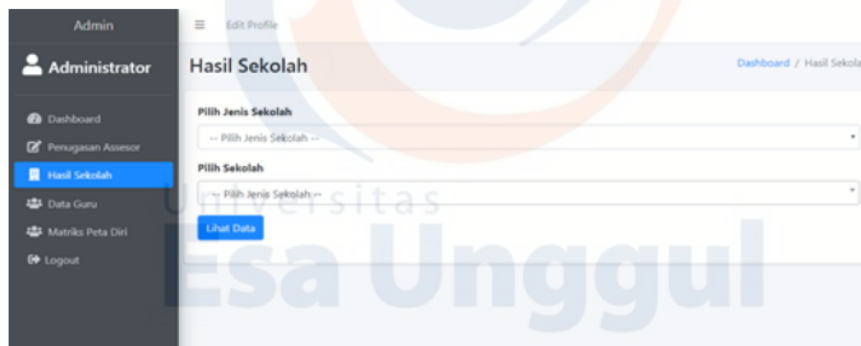 Admin
Edit Profile
Administrator
Hasil Sekolah
Dashboard / Hasil Sekola
Dashboard
Penugasan Assesor
Hasil Sekolah
Data Guru
Matriks Peta Diri
Logout
Pilih Jenis Sekolah
-- Pilih Jenis Sekolah --
Pilih Sekolah
-- Pilih Jenis Sekolah --
Lihat Data
Universitas
Esa Unggul